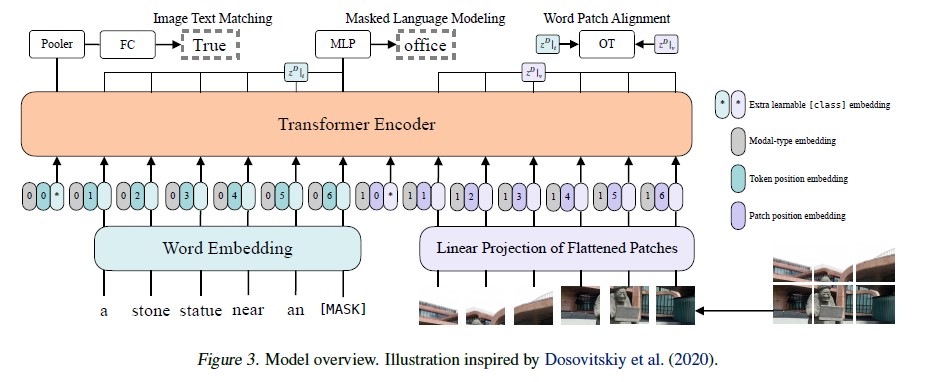 Image Text Matching Masked Language Modeling Word Patch Alignment
Pooler FC True MLP office z^D|_t OT z^D|_v
z^D|_t z^D|_v
Transformer Encoder
* * Extra learnable [class] embedding
Modal-type embedding
Token position embedding
Patch position embedding
0 0 * 0 1 0 2 0 3 0 4 0 5 0 6 1 0 * 1 1 1 2 1 3 1 4 1 5 1 6
Word Embedding Linear Projection of Flattened Patches
a stone statue near an [MASK]
Figure 3. Model overview. Illustration inspired by Dosovitskiy et al. (2020).